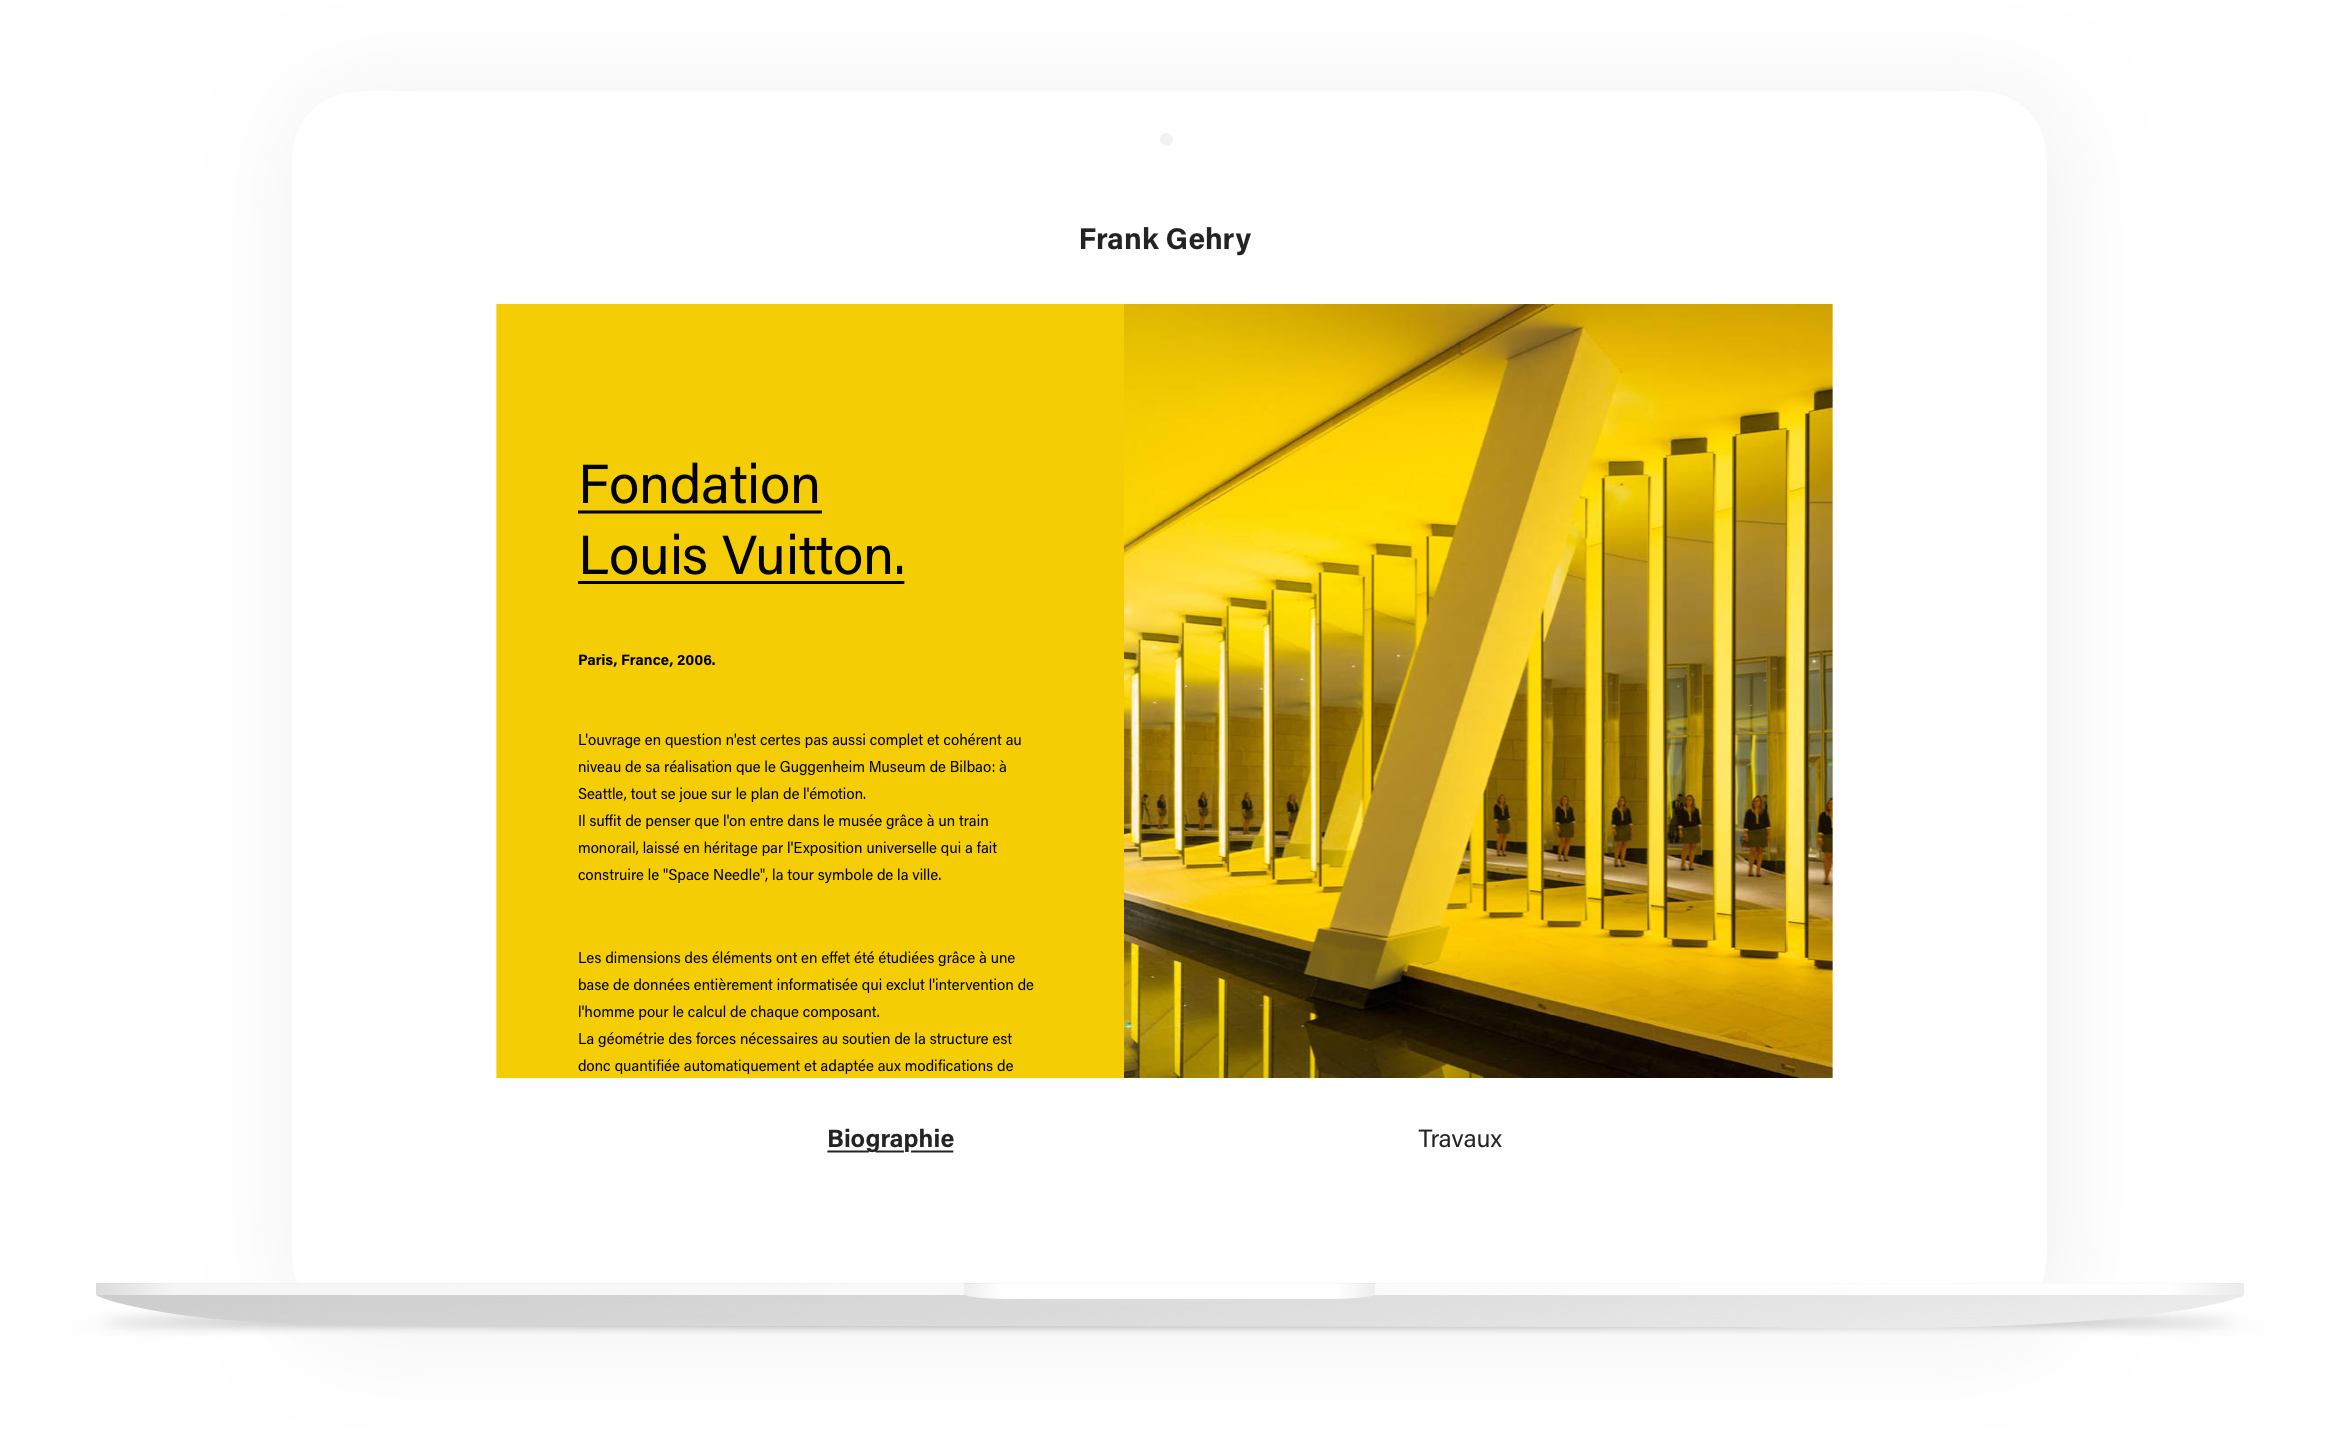 Frank Gehry
Fondation
Louis Vuitton.
Paris, France, 2006.
L'ouvrage en question n'est certes pas aussi complet et cohérent au
niveau de sa réalisation que le Guggenheim Museum de Bilbao: à
Seattle, tout se joue sur le plan de l'émotion.
Il suffit de penser que l'on entre dans le musée grâce à un train
monorail, laissé en héritage par l'Exposition universelle qui a fait
construire le "Space Needle", la tour symbole de la ville.
Les dimensions des éléments ont en effet été étudiées grâce à une
base de données entièrement informatisée qui exclut l'intervention de
l'homme pour le calcul de chaque composant.
La géométrie des forces nécessaires au soutien de la structure est
donc quantifiée automatiquement et adaptée aux modifications de
Biographie
Travaux